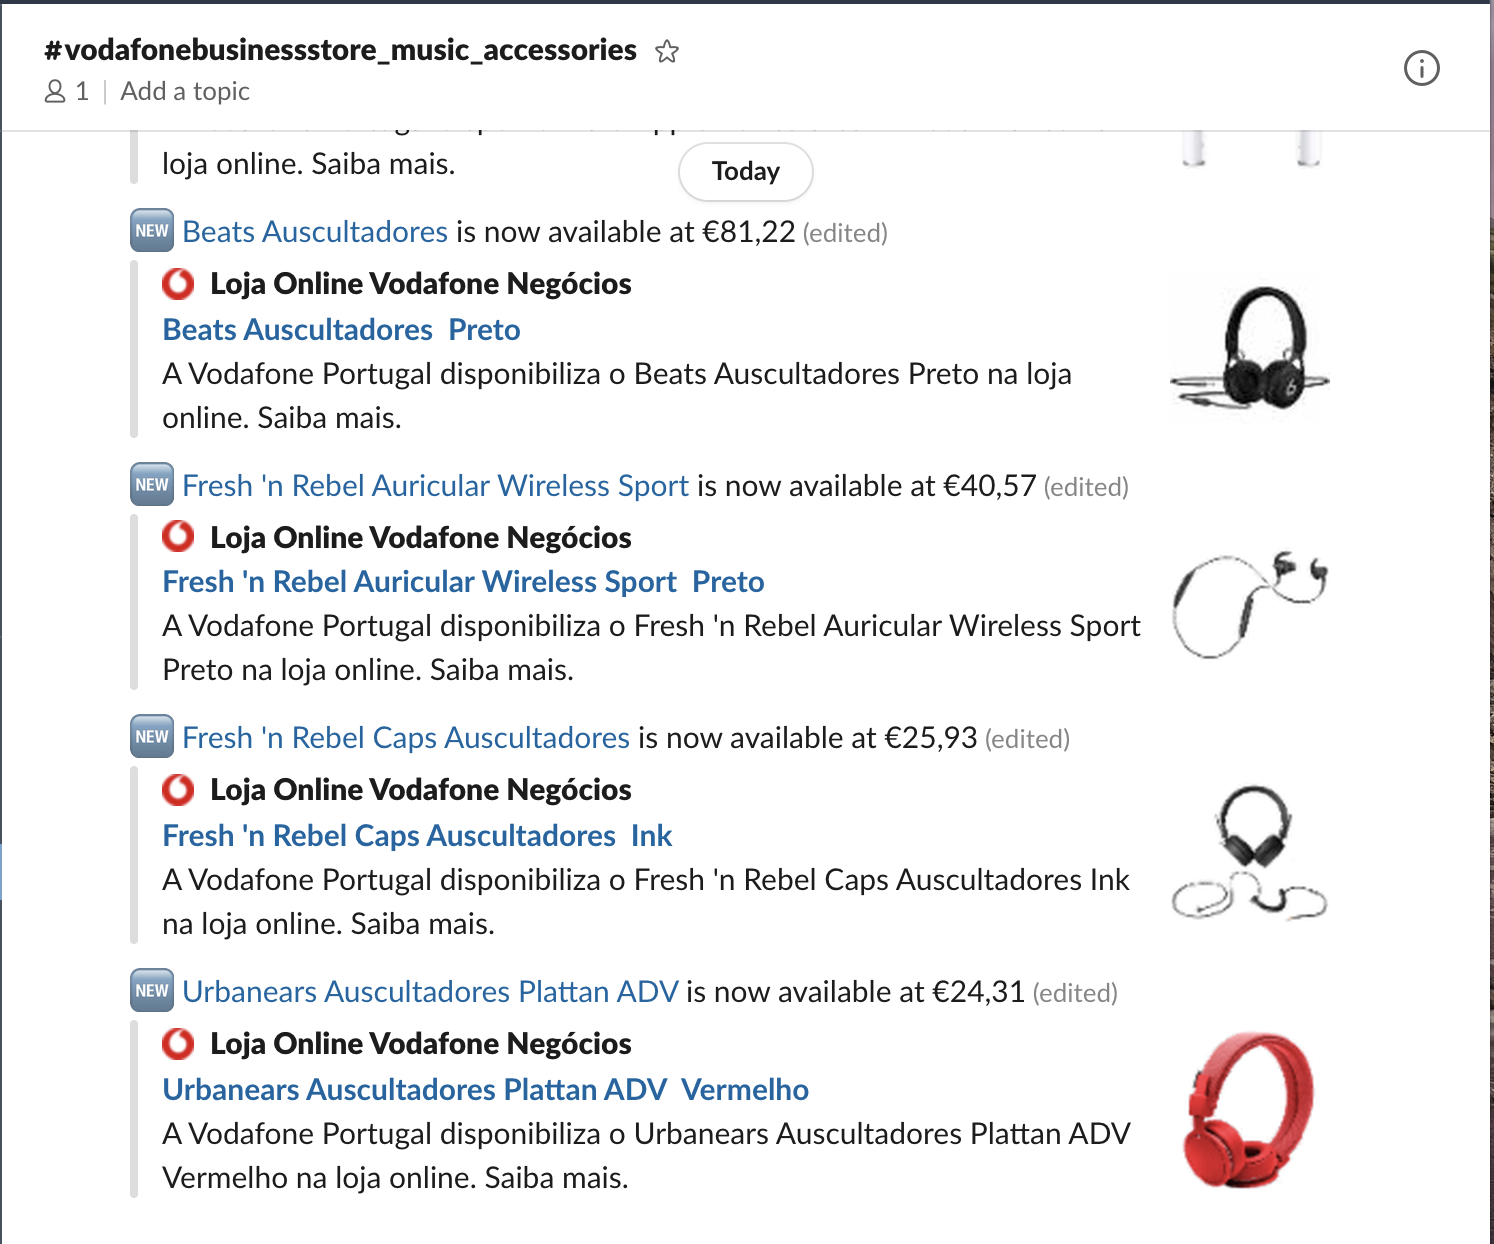 #vodafonebusinessstore_music_accessories
1 | Add a topic
loja online. Saiba mais.
Today
NEW Beats Auscultadores is now available at €81,22 (edited)
Loja Online Vodafone Negócios
Beats Auscultadores Preto
A Vodafone Portugal disponibiliza o Beats Auscultadores Preto na loja
online. Saiba mais.
NEW Fresh 'n Rebel Auricular Wireless Sport is now available at €40,57 (edited)
Loja Online Vodafone Negócios
Fresh 'n Rebel Auricular Wireless Sport Preto
A Vodafone Portugal disponibiliza o Fresh 'n Rebel Auricular Wireless Sport
Preto na loja online. Saiba mais.
NEW Fresh 'n Rebel Caps Auscultadores is now available at €25,93 (edited)
Loja Online Vodafone Negócios
Fresh 'n Rebel Caps Auscultadores Ink
A Vodafone Portugal disponibiliza o Fresh 'n Rebel Caps Auscultadores Ink
na loja online. Saiba mais.
NEW Urbanears Auscultadores Plattan ADV is now available at €24,31 (edited)
Loja Online Vodafone Negócios
Urbanears Auscultadores Plattan ADV Vermelho
A Vodafone Portugal disponibiliza o Urbanears Auscultadores Plattan ADV
Vermelho na loja online. Saiba mais.